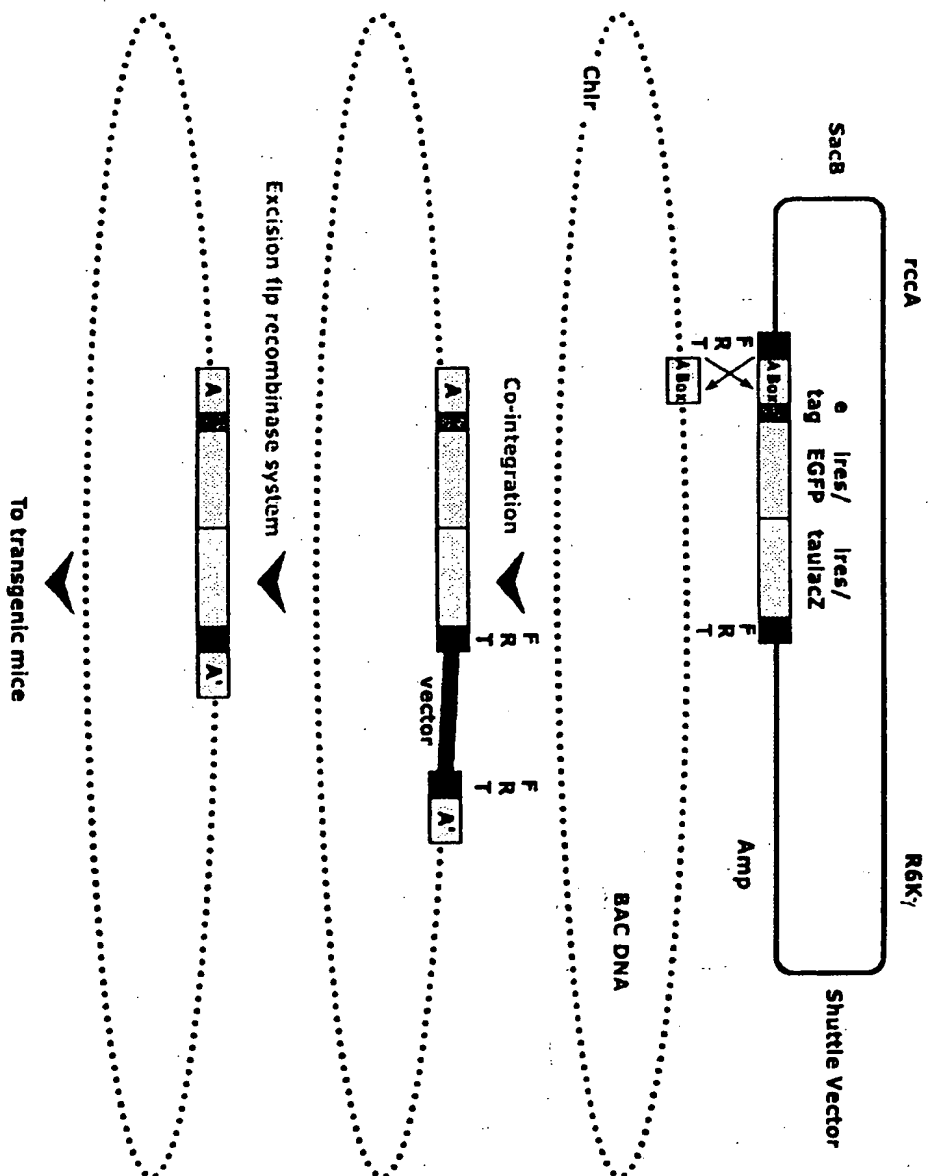 rccA
R6Kγ
SacB
Shuttle Vector
e
tag
Ires/
EGFP
Ires/
taulacZ
A Box
Amp
F
R
T
F
R
T
A Box
Chlr
BAC DNA
Co-integration
F
R
T
F
R
T
A
vector
A'
Excision flp recombinase system
A
A'
To transgenic mice